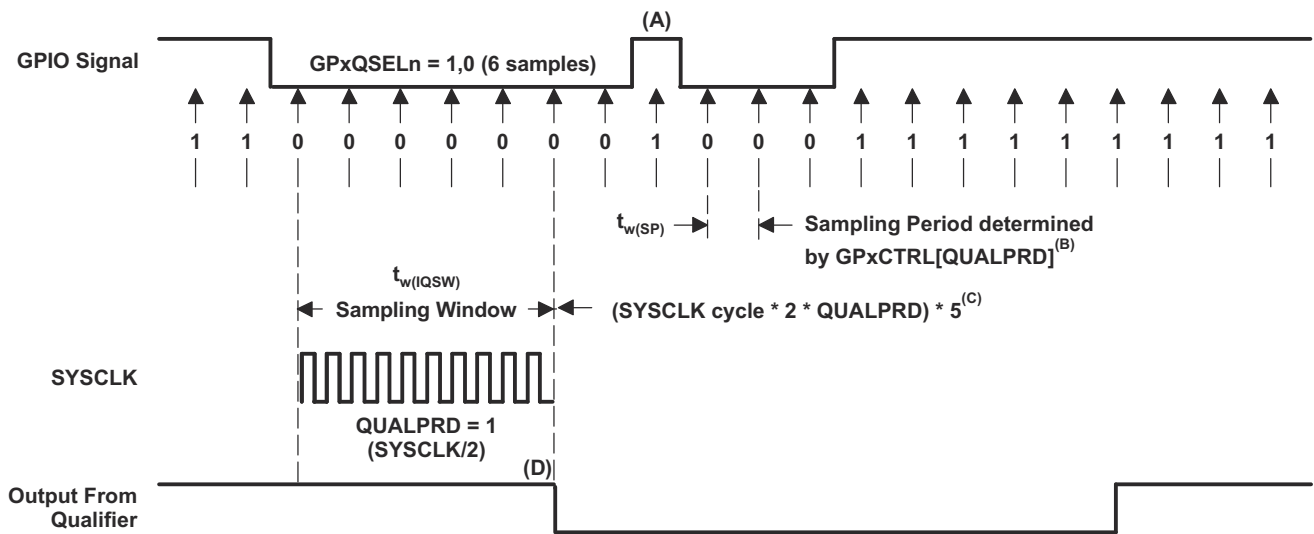 (A)
GPIO Signal
GPxQSELn = 1,0 (6 samples)
1 1 0 0 0 0 0 0 0 1 0 0 0 1 1 1 1 1 1 1 1 1
tw(SP)
Sampling Period determined
by GPxCTRL[QUALPRD](B)
tw(IQSW)
Sampling Window
(SYSCLK cycle * 2 * QUALPRD) * 5(C)
SYSCLK
QUALPRD = 1
(SYSCLK/2)
(D)
Output From
Qualifier